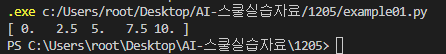 .exe c:/Users/root/Desktop/AI-스쿨실습자료/1205/example01.py
[ 0.   2.5  5.   7.5 10. ]
PS C:\Users\root\Desktop\AI-스쿨실습자료\1205>